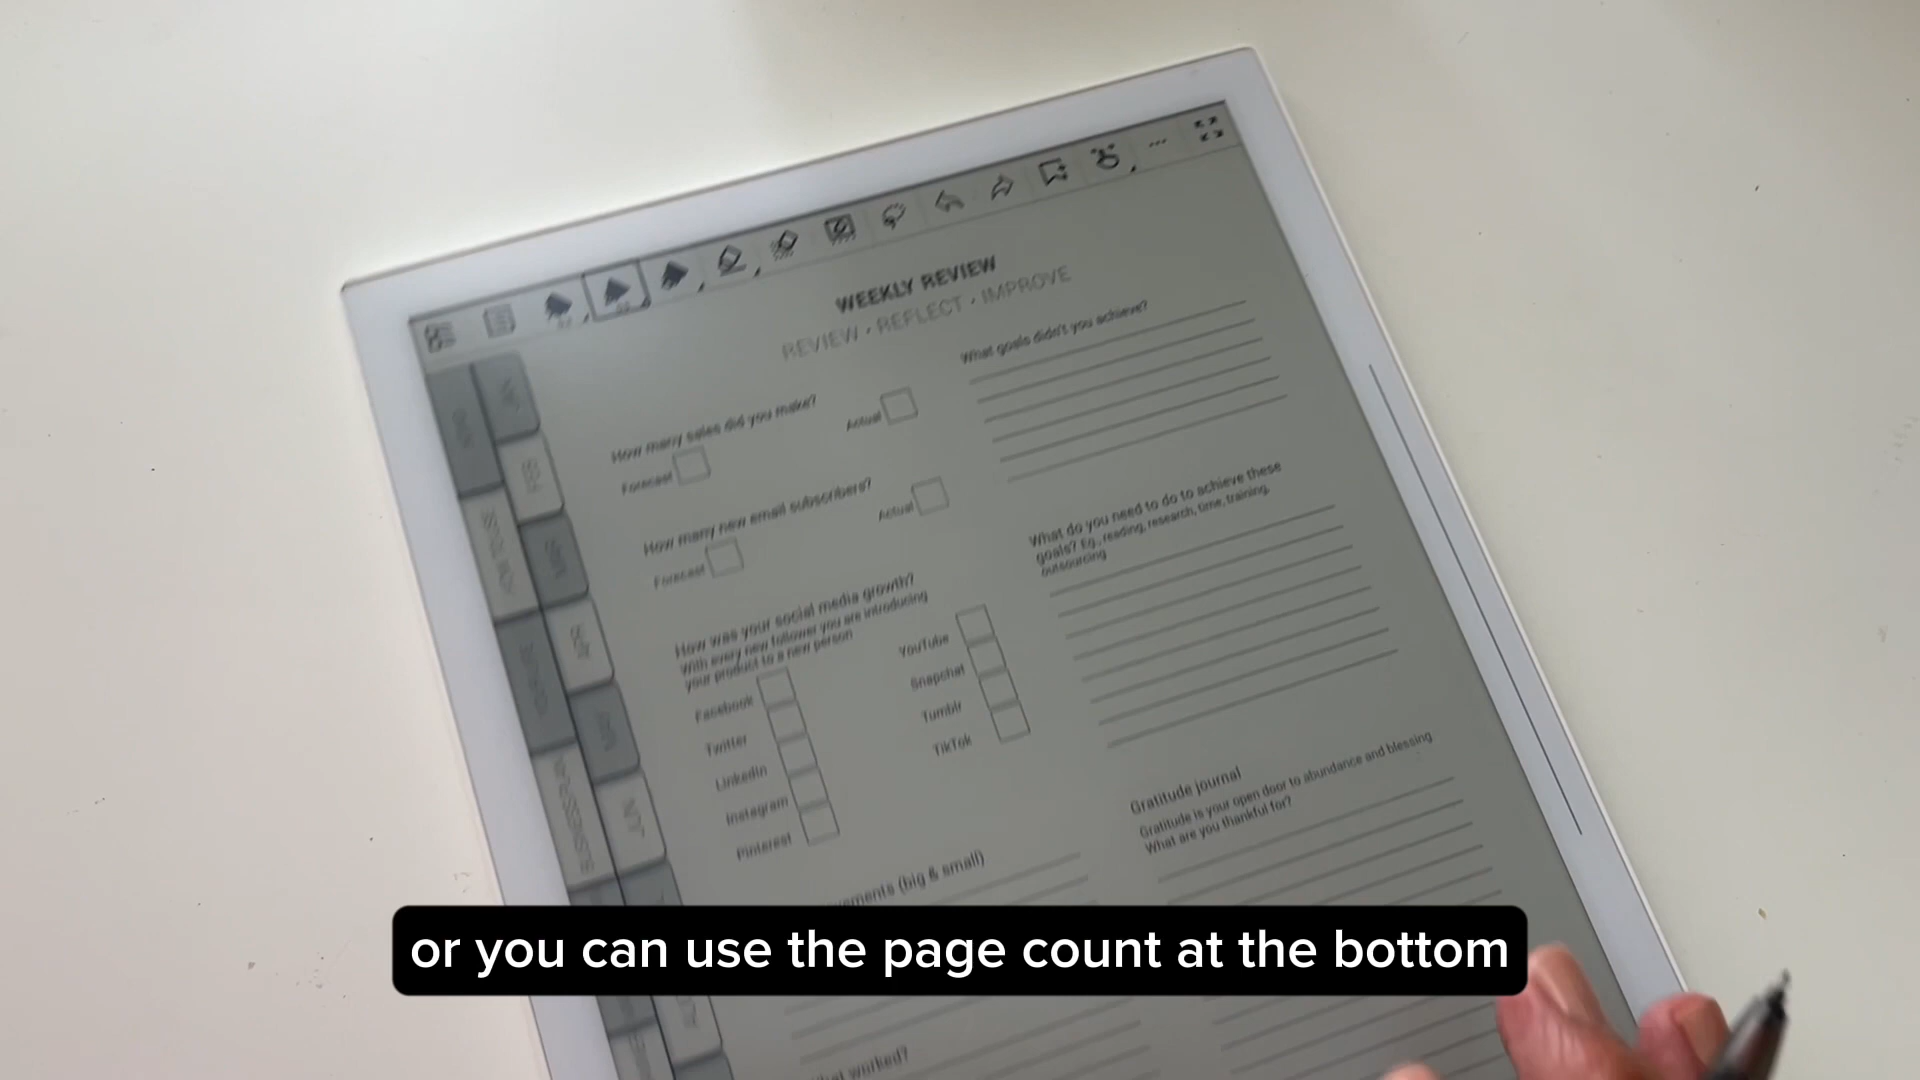 WEEKLY REVIEW
REVIEW • REFLECT • IMPROVE
How many sales did you make?
Forecast
Actual
How many new email subscribers?
Forecast
Actual
How was your social media growth?
With every new follower you are introducing
your product to a new person
Facebook
Twitter
LinkedIn
Instagram
Pinterest
YouTube
Snapchat
Tumblr
TikTok
(big & small)
worked?
What goals didn't you achieve?
What do you need to do to achieve these
goals? Eg., reading, research, time, training,
outsourcing
Gratitude journal
Gratitude is your open door to abundance and blessing
What are you thankful for?
FEB
MAR
APR
MAY
JUN
or you can use the page count at the bottom